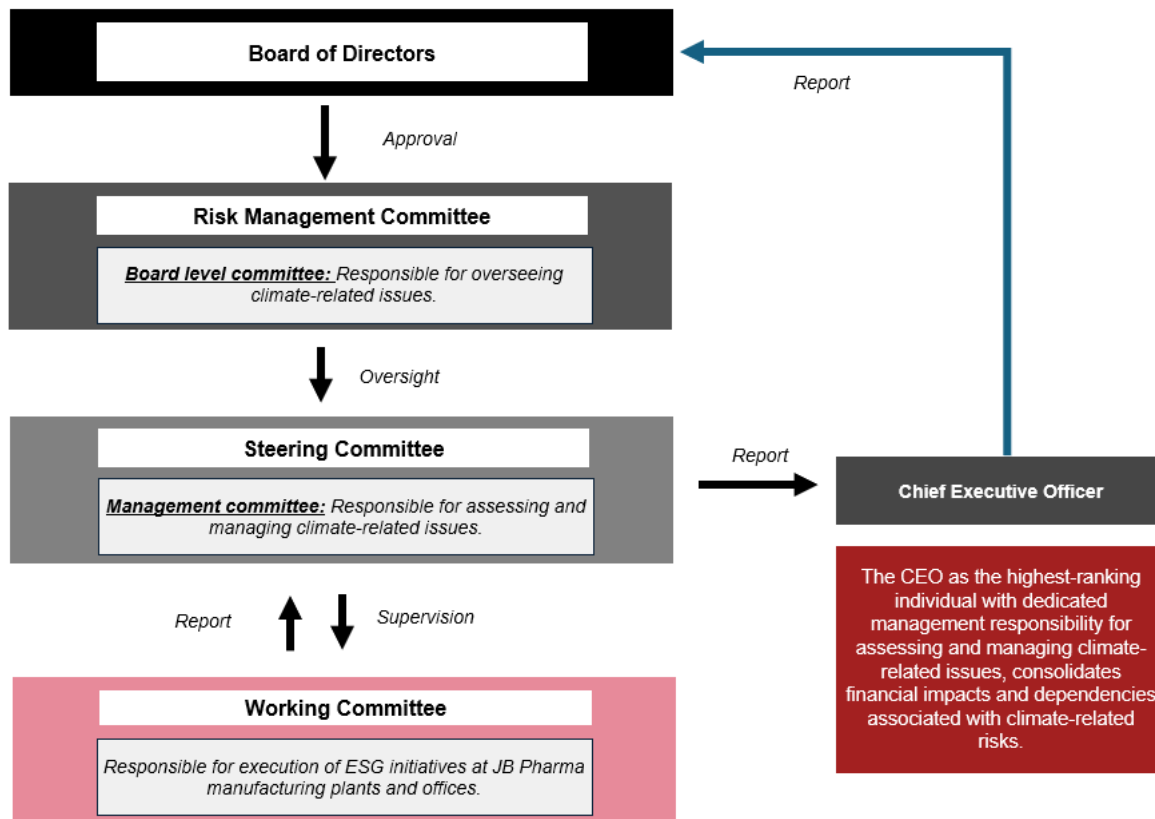 Board of Directors
Report
Approval
Risk Management Committee
Board level committee: Responsible for overseeing
climate-related issues.
Oversight
Steering Committee
Management committee: Responsible for assessing and
managing climate-related issues.
Report
Chief Executive Officer
The CEO as the highest-ranking
individual with dedicated
management responsibility for
assessing and managing climate-
related issues, consolidates
financial impacts and dependencies
associated with climate-related
risks.
Report
Supervision
Working Committee
Responsible for execution of ESG initiatives at JB Pharma
manufacturing plants and offices.